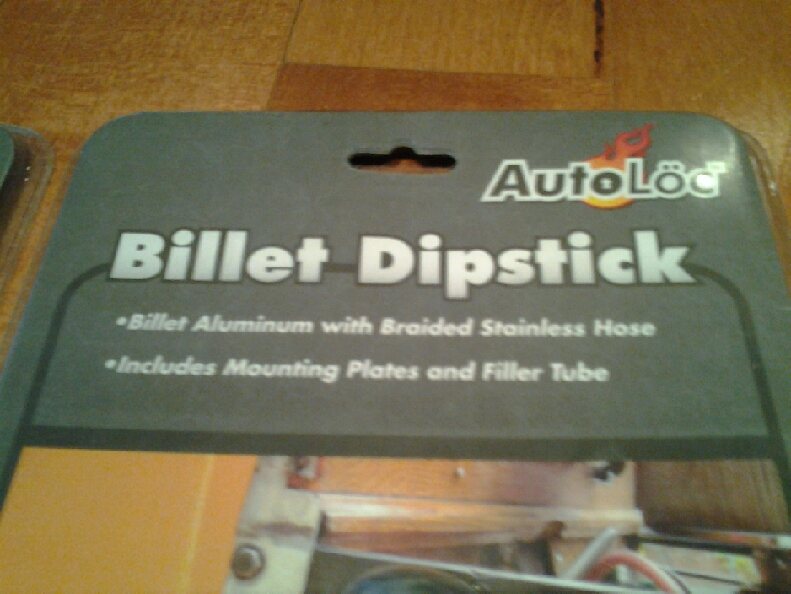 AutoLöc
Billet Dipstick
•Billet Aluminum with Braided Stainless Hose
•Includes Mounting Plates and Filler Tube